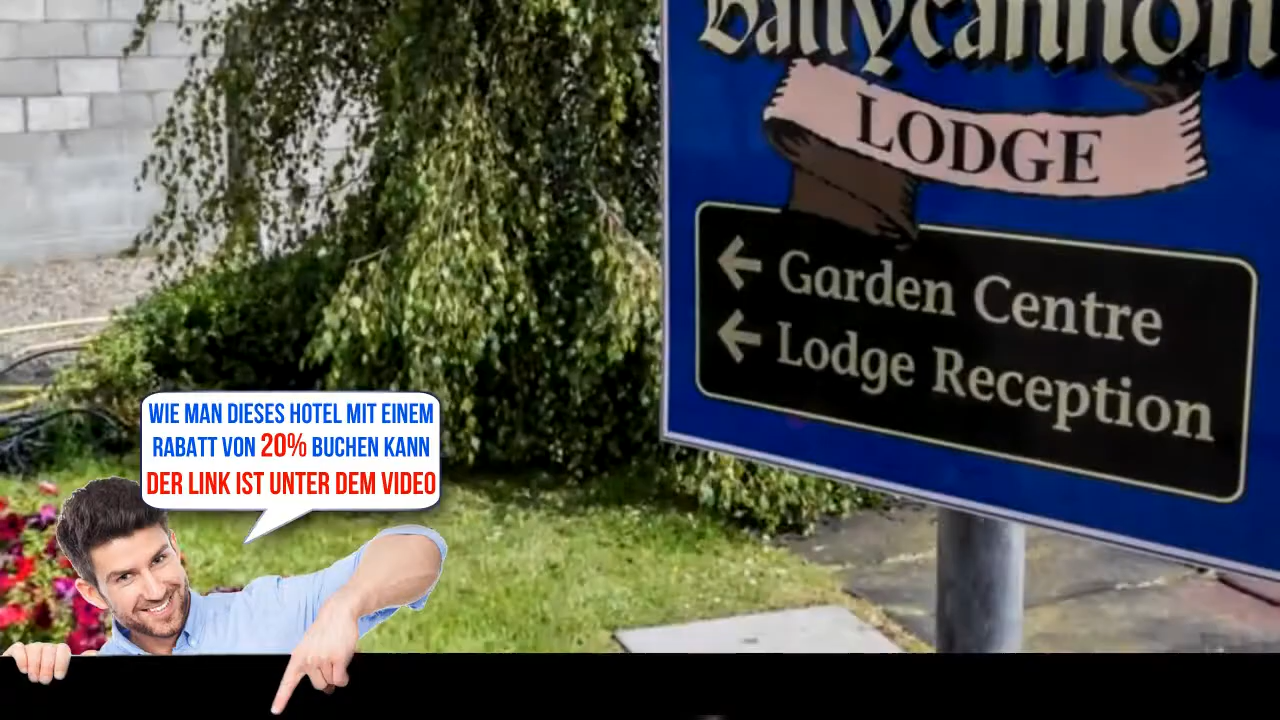 Ballycannon
LODGE
← Garden Centre
← Lodge Reception
WIE MAN DIESES HOTEL MIT EINEM
RABATT VON 20% BUCHEN KANN
DER LINK IST UNTER DEM VIDEO